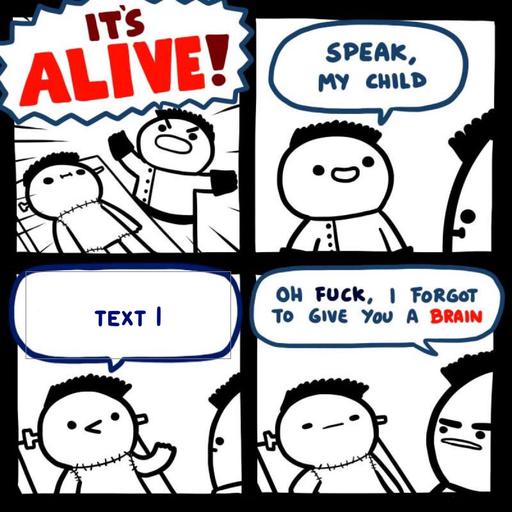 IT'S
ALIVE!
SPEAK,
MY CHILD
TEXT 1
OH FUCK, I FORGOT
TO GIVE YOU A BRAIN